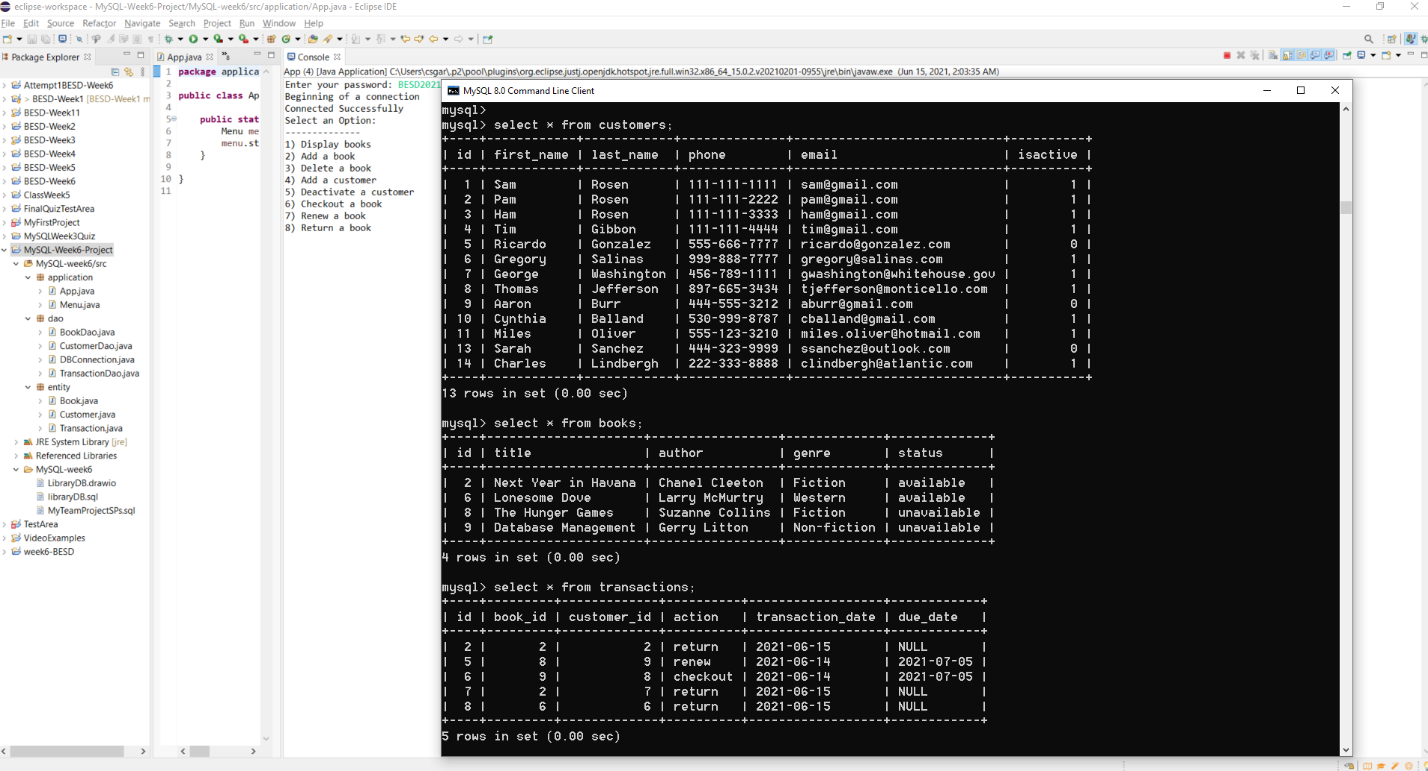 eclipse-workspace - MySQL-Week6-Project/MySQL-week6/src/application/App.java - Eclipse IDE
File Edit Source Refactor Navigate Search Project Run Window Help
Package Explorer
Attempt1BESD-Week6
> BESD-Week1 [BESD-Week1 m
BESD-Week11
BESD-Week2
BESD-Week3
BESD-Week4
BESD-Week5
BESD-Week6
ClassWeek5
FinalQuizTestArea
MyFirstProject
MySQLWeek3Quiz
MySQL-Week6-Project
MySQL-week6/src
application
App.java
Menu.java
dao
BookDao.java
CustomerDao.java
DBConnection.java
TransactionDao.java
entity
Book.java
Customer.java
Transaction.java
JRE System Library [jre]
Referenced Libraries
MySQL-week6
LibraryDB.drawio
libraryDB.sql
MyTeamProjectSPs.sql
TestArea
VideoExamples
week6-BESD
App.java
1 package applica
2
3 public class Ap
4
5 public stat
6 Menu me
7 menu.st
8 }
9
10 }
11
Console
App (4) [Java Application] C:\Users\csgar\.p2\pool\plugins\org.eclipse.justj.openjdk.hotspot.jre.full.win32.x86_64_15.0.2.v20210201-0955\jre\bin\javaw.exe (Jun 15, 2021, 2:03:35 AM)
Enter your password: BESD2021
Beginning of a connection
Connected Successfully
Select an Option:
--------------
1) Display books
2) Add a book
3) Delete a book
4) Add a customer
5) Deactivate a customer
6) Checkout a book
7) Renew a book
8) Return a book
MySQL 8.0 Command Line Client
mysql>
mysql> select * from customers;
| id | first_name | last_name | phone | email | isactive |
| 1 | Sam | Rosen | 111-111-1111 | sam@gmail.com | 1 |
| 2 | Pam | Rosen | 111-111-2222 | pam@gmail.com | 1 |
| 3 | Ham | Rosen | 111-111-3333 | ham@gmail.com | 1 |
| 4 | Tim | Gibbon | 111-111-4444 | tim@gmail.com | 1 |
| 5 | Ricardo | Gonzalez | 555-666-7777 | ricardo@gonzalez.com | 0 |
| 6 | Gregory | Salinas | 999-888-7777 | gregory@salinas.com | 1 |
| 7 | George | Washington | 456-789-1111 | gwashington@whitehouse.gov | 1 |
| 8 | Thomas | Jefferson | 897-665-3434 | tjefferson@monticello.com | 1 |
| 9 | Aaron | Burr | 444-555-3212 | aburr@gmail.com | 0 |
| 10 | Cynthia | Balland | 530-999-8787 | cballand@gmail.com | 1 |
| 11 | Miles | Oliver | 555-123-3210 | miles.oliver@hotmail.com | 1 |
| 13 | Sarah | Sanchez | 444-323-9999 | ssanchez@outlook.com | 0 |
| 14 | Charles | Lindbergh | 222-333-8888 | clindbergh@atlantic.com | 1 |
13 rows in set (0.00 sec)
mysql> select * from books;
| id | title | author | genre | status |
| 2 | Next Year in Havana | Chanel Cleeton | Fiction | available |
| 6 | Lonesome Dove | Larry McMurtry | Western | available |
| 8 | The Hunger Games | Suzanne Collins | Fiction | unavailable |
| 9 | Database Management | Gerry Litton | Non-fiction | unavailable |
4 rows in set (0.00 sec)
mysql> select * from transactions;
| id | book_id | customer_id | action | transaction_date | due_date |
| 2 | 2 | 2 | return | 2021-06-15 | NULL |
| 5 | 8 | 9 | renew | 2021-06-14 | 2021-07-05 |
| 6 | 9 | 8 | checkout | 2021-06-14 | 2021-07-05 |
| 7 | 2 | 7 | return | 2021-06-15 | NULL |
| 8 | 6 | 6 | return | 2021-06-15 | NULL |
5 rows in set (0.00 sec)